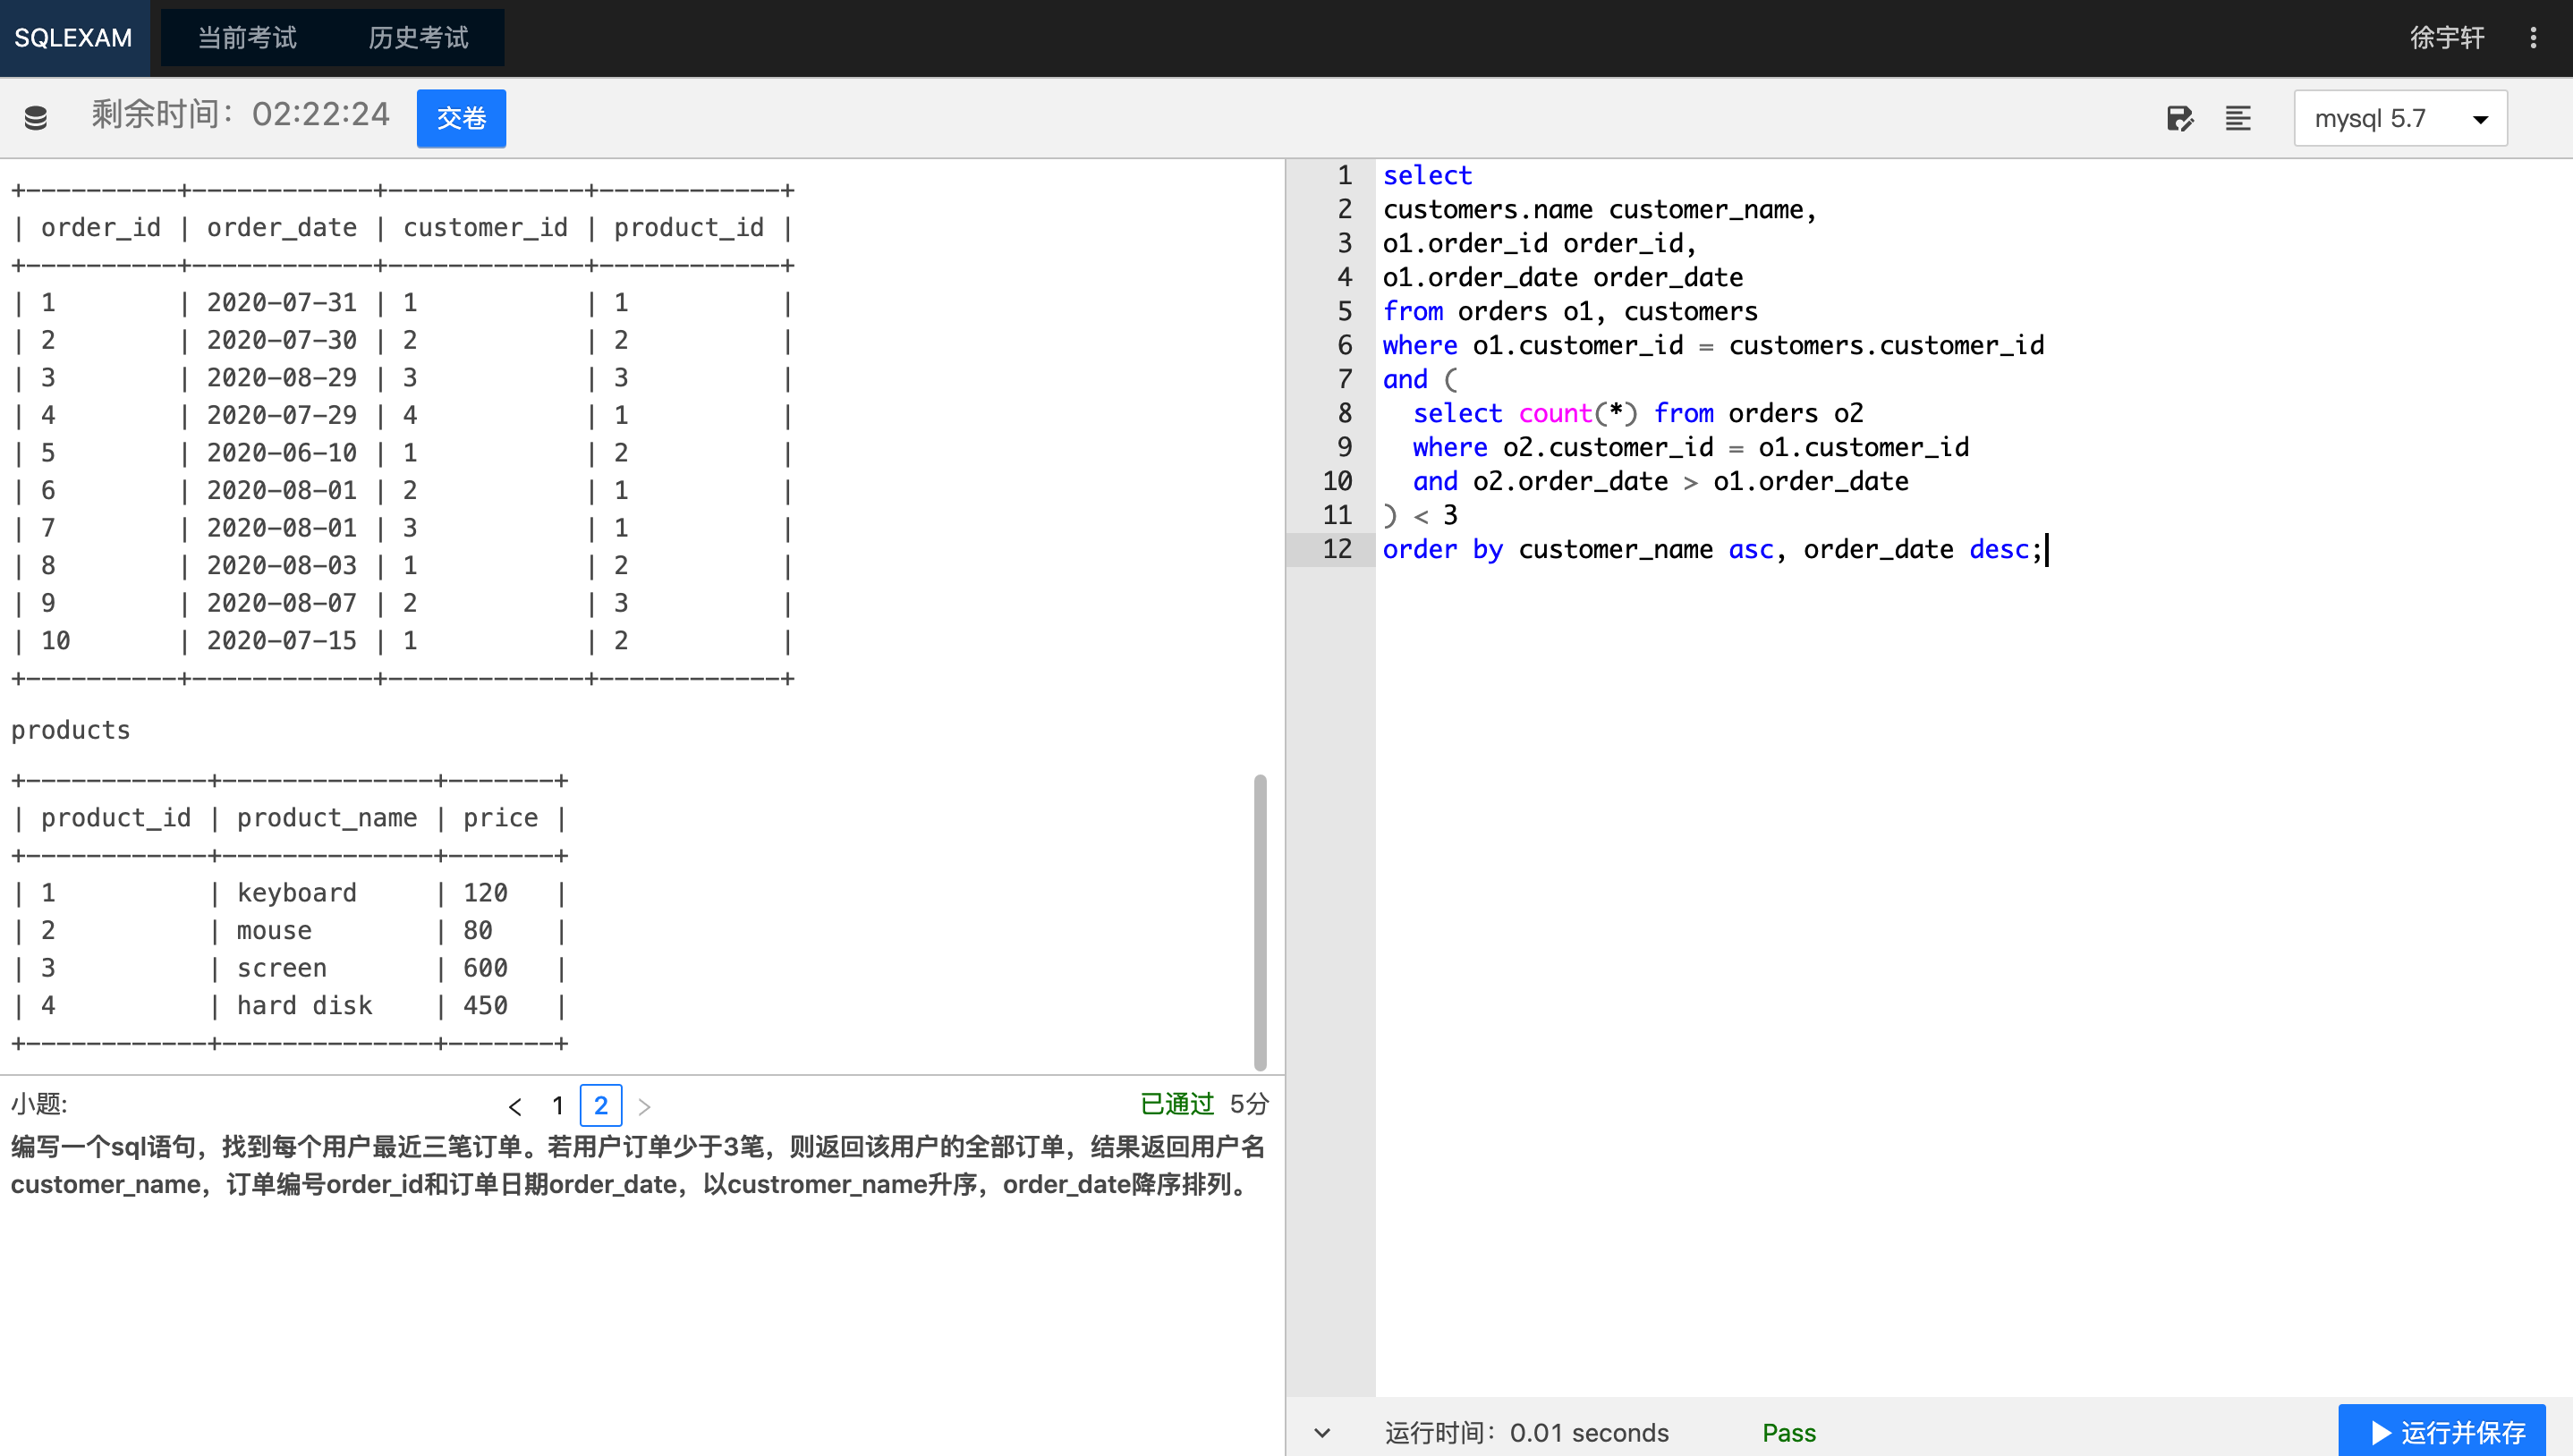 SQLEXAM 当前考试 历史考试 徐宇轩
剩余时间：02:22:24 交卷 mysql 5.7
+----------+------------+-------------+------------+
| order_id | order_date | customer_id | product_id |
+----------+------------+-------------+------------+
| 1        | 2020-07-31 | 1           | 1          |
| 2        | 2020-07-30 | 2           | 2          |
| 3        | 2020-08-29 | 3           | 3          |
| 4        | 2020-07-29 | 4           | 1          |
| 5        | 2020-06-10 | 1           | 2          |
| 6        | 2020-08-01 | 2           | 1          |
| 7        | 2020-08-01 | 3           | 1          |
| 8        | 2020-08-03 | 1           | 2          |
| 9        | 2020-08-07 | 2           | 3          |
| 10       | 2020-07-15 | 1           | 2          |
+----------+------------+-------------+------------+
products
+------------+--------------+-------+
| product_id | product_name | price |
+------------+--------------+-------+
| 1          | keyboard     | 120   |
| 2          | mouse        | 80    |
| 3          | screen       | 600   |
| 4          | hard disk    | 450   |
+------------+--------------+-------+
小题: < 1 2 > 已通过 5分
编写一个sql语句，找到每个用户最近三笔订单。若用户订单少于3笔，则返回该用户的全部订单，结果返回用户名
customer_name，订单编号order_id和订单日期order_date，以custromer_name升序，order_date降序排列。
1 select
2 customers.name customer_name,
3 o1.order_id order_id,
4 o1.order_date order_date
5 from orders o1, customers
6 where o1.customer_id = customers.customer_id
7 and (
8   select count(*) from orders o2
9   where o2.customer_id = o1.customer_id
10   and o2.order_date > o1.order_date
11 ) < 3
12 order by customer_name asc, order_date desc;
运行时间：0.01 seconds Pass 运行并保存